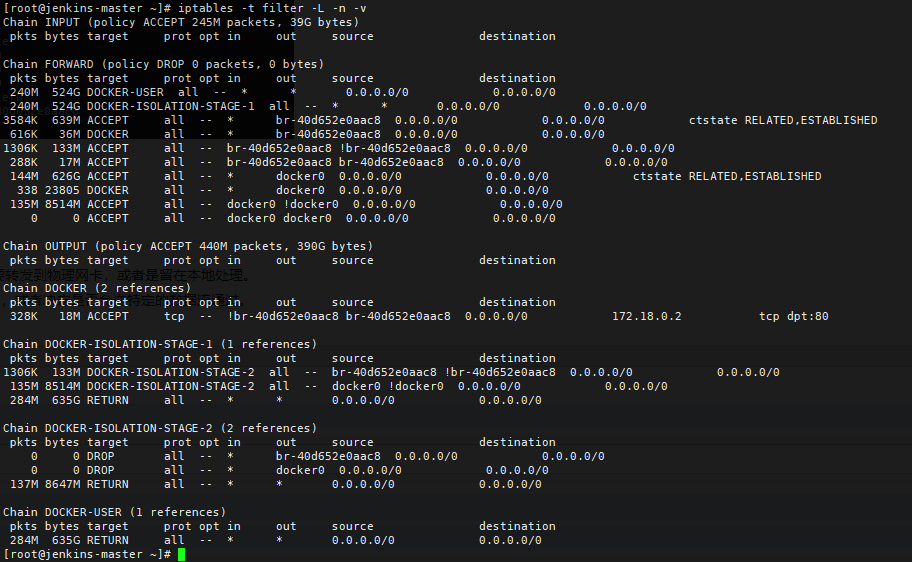 [root@jenkins-master ~]# iptables -t filter -L -n -v
Chain INPUT (policy ACCEPT 245M packets, 39G bytes)
 pkts bytes target     prot opt in     out     source               destination

Chain FORWARD (policy DROP 0 packets, 0 bytes)
 pkts bytes target     prot opt in     out     source               destination
 240M  524G DOCKER-USER  all  --  *      *       0.0.0.0/0            0.0.0.0/0
 240M  524G DOCKER-ISOLATION-STAGE-1  all  --  *      *       0.0.0.0/0            0.0.0.0/0
3584K  639M ACCEPT     all  --  *      br-40d652e0aac8  0.0.0.0/0            0.0.0.0/0            ctstate RELATED,ESTABLISHED
 616K   36M DOCKER     all  --  *      br-40d652e0aac8  0.0.0.0/0            0.0.0.0/0
1306K  133M ACCEPT     all  --  br-40d652e0aac8 !br-40d652e0aac8  0.0.0.0/0            0.0.0.0/0
 288K   17M ACCEPT     all  --  br-40d652e0aac8 br-40d652e0aac8  0.0.0.0/0            0.0.0.0/0
 144M  626G ACCEPT     all  --  *      docker0  0.0.0.0/0            0.0.0.0/0            ctstate RELATED,ESTABLISHED
  338 23805 DOCKER     all  --  *      docker0  0.0.0.0/0            0.0.0.0/0
 135M 8514M ACCEPT     all  --  docker0 !docker0  0.0.0.0/0            0.0.0.0/0
    0     0 ACCEPT     all  --  docker0 docker0  0.0.0.0/0            0.0.0.0/0

Chain OUTPUT (policy ACCEPT 440M packets, 390G bytes)
 pkts bytes target     prot opt in     out     source               destination
要转发到物理网卡，或者是留在本地处理。
Chain DOCKER (2 references)
 pkts bytes target     prot opt in     out     source               destination
 328K   18M ACCEPT     tcp  --  !br-40d652e0aac8 br-40d652e0aac8  0.0.0.0/0            172.18.0.2           tcp dpt:80

Chain DOCKER-ISOLATION-STAGE-1 (1 references)
 pkts bytes target     prot opt in     out     source               destination
1306K  133M DOCKER-ISOLATION-STAGE-2  all  --  br-40d652e0aac8 !br-40d652e0aac8  0.0.0.0/0            0.0.0.0/0
 135M 8514M DOCKER-ISOLATION-STAGE-2  all  --  docker0 !docker0  0.0.0.0/0            0.0.0.0/0
 284M  635G RETURN     all  --  *      *       0.0.0.0/0            0.0.0.0/0

Chain DOCKER-ISOLATION-STAGE-2 (2 references)
 pkts bytes target     prot opt in     out     source               destination
    0     0 DROP       all  --  *      br-40d652e0aac8  0.0.0.0/0            0.0.0.0/0
    0     0 DROP       all  --  *      docker0  0.0.0.0/0            0.0.0.0/0
 137M 8647M RETURN     all  --  *      *       0.0.0.0/0            0.0.0.0/0

Chain DOCKER-USER (1 references)
 pkts bytes target     prot opt in     out     source               destination
 284M  635G RETURN     all  --  *      *       0.0.0.0/0            0.0.0.0/0
[root@jenkins-master ~]#